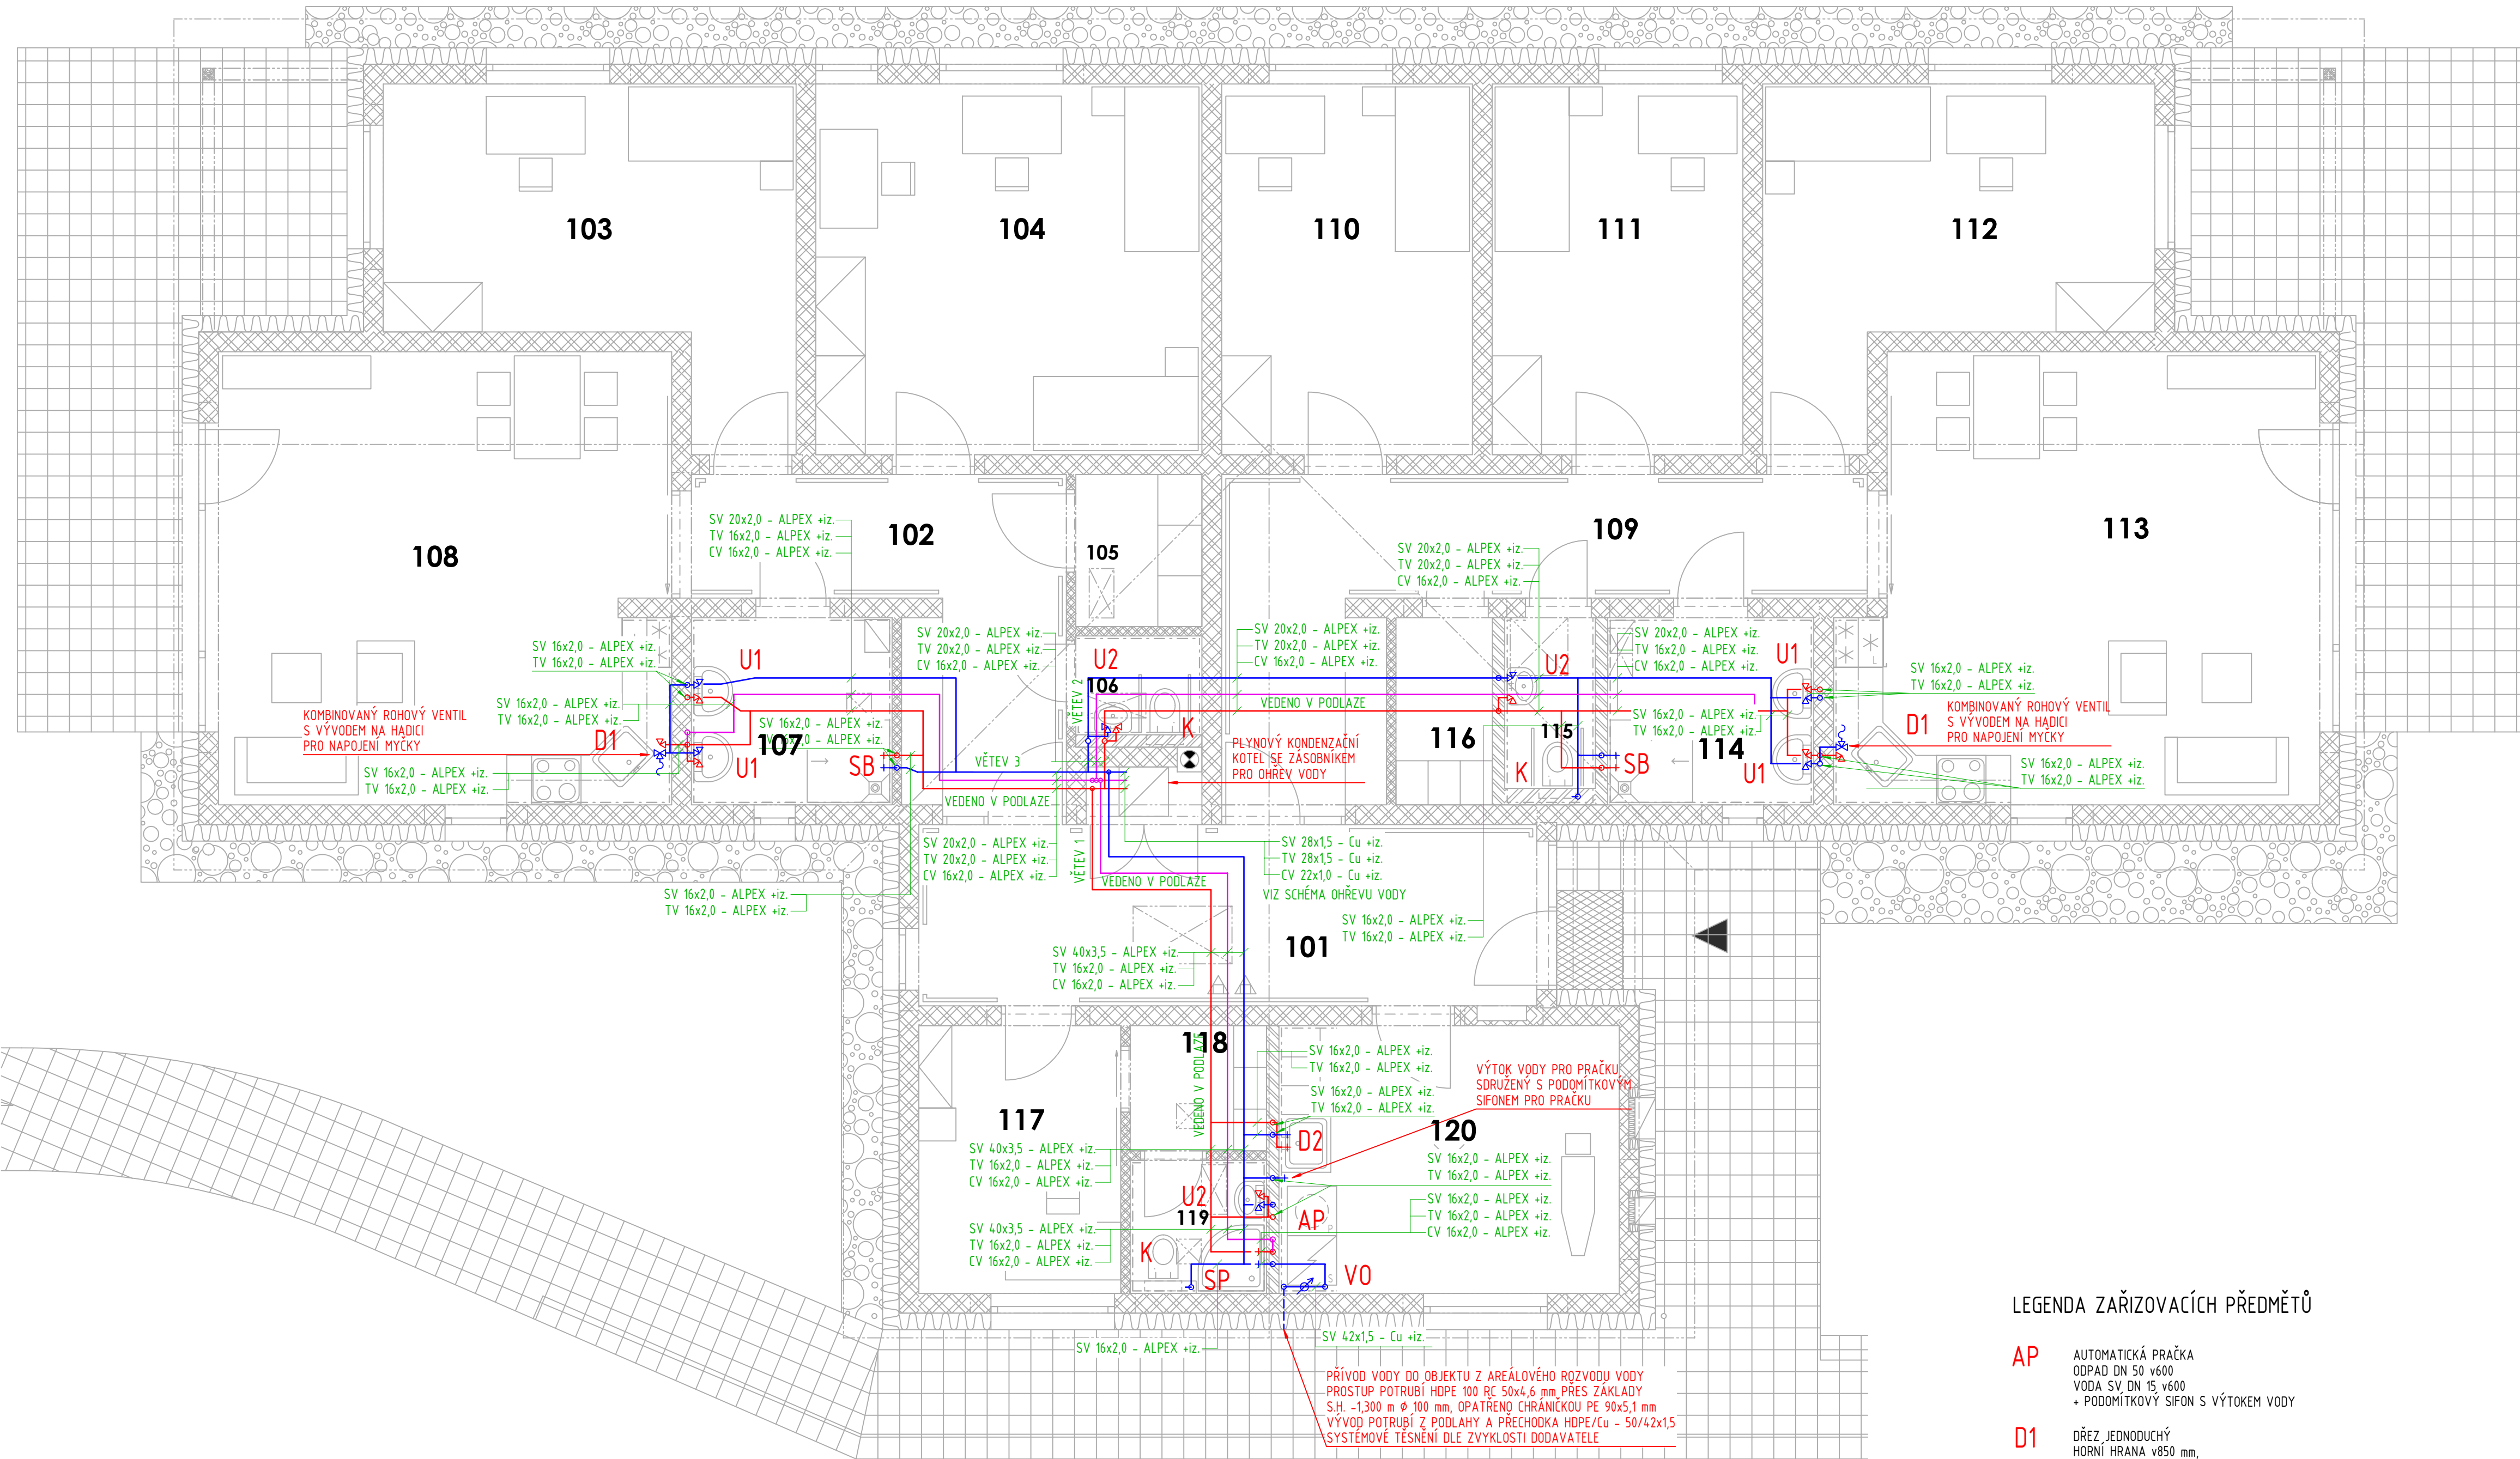 103
104
110
111
112
108
102
105
109
113
SV 20x2,0 - ALPEX +iz.
TV 16x2,0 - ALPEX +iz.
CV 16x2,0 - ALPEX +iz.
SV 20x2,0 - ALPEX +iz.
TV 20x2,0 - ALPEX +iz.
CV 16x2,0 - ALPEX +iz.
SV 16x2,0 - ALPEX +iz.
TV 16x2,0 - ALPEX +iz.
U1
SV 20x2,0 - ALPEX +iz.
TV 20x2,0 - ALPEX +iz.
CV 16x2,0 - ALPEX +iz.
U2
106
SV 20x2,0 - ALPEX +iz.
TV 20x2,0 - ALPEX +iz.
CV 16x2,0 - ALPEX +iz.
U2
SV 20x2,0 - ALPEX +iz.
TV 16x2,0 - ALPEX +iz.
CV 16x2,0 - ALPEX +iz.
U1
SV 16x2,0 - ALPEX +iz.
TV 16x2,0 - ALPEX +iz.
SV 16x2,0 - ALPEX +iz.
TV 16x2,0 - ALPEX +iz.
KOMBINOVANÝ ROHOVÝ VENTIL
S VÝVODEM NA HADICI
PRO NAPOJENÍ MYČKY
D1
SV 16x2,0 - ALPEX +iz.
TV 16x2,0 - ALPEX +iz.
107
U1
SB
VĚTEV 2
K
VEDENO V PODLAZE
PLYNOVÝ KONDENZAČNÍ
KOTEL SE ZÁSOBNÍKEM
PRO OHŘEV VODY
116
115
K
SB
SV 16x2,0 - ALPEX +iz.
TV 16x2,0 - ALPEX +iz.
114
U1
D1
KOMBINOVANÝ ROHOVÝ VENTIL
S VÝVODEM NA HADICI
PRO NAPOJENÍ MYČKY
SV 16x2,0 - ALPEX +iz.
TV 16x2,0 - ALPEX +iz.
SV 16x2,0 - ALPEX +iz.
TV 16x2,0 - ALPEX +iz.
VĚTEV 3
VEDENO V PODLAZE
SV 20x2,0 - ALPEX +iz.
TV 20x2,0 - ALPEX +iz.
CV 16x2,0 - ALPEX +iz.
VĚTEV 1
VEDENO V PODLAZE
SV 28x1,5 - Cu +iz.
TV 28x1,5 - Cu +iz.
CV 22x1,0 - Cu +iz.
VIZ SCHÉMA OHŘEVU VODY
SV 16x2,0 - ALPEX +iz.
TV 16x2,0 - ALPEX +iz.
SV 16x2,0 - ALPEX +iz.
TV 16x2,0 - ALPEX +iz.
101
SV 40x3,5 - ALPEX +iz.
TV 16x2,0 - ALPEX +iz.
CV 16x2,0 - ALPEX +iz.
118
VEDENO V PODLAZE
117
SV 16x2,0 - ALPEX +iz.
TV 16x2,0 - ALPEX +iz.
SV 16x2,0 - ALPEX +iz.
TV 16x2,0 - ALPEX +iz.
VÝTOK VODY PRO PRAČKU
SDRUŽENÝ S PODOMÍTKOVÝM
SIFONEM PRO PRAČKU
D2
120
SV 40x3,5 - ALPEX +iz.
TV 16x2,0 - ALPEX +iz.
CV 16x2,0 - ALPEX +iz.
SV 16x2,0 - ALPEX +iz.
TV 16x2,0 - ALPEX +iz.
U2
119
AP
SV 16x2,0 - ALPEX +iz.
TV 16x2,0 - ALPEX +iz.
CV 16x2,0 - ALPEX +iz.
SV 40x3,5 - ALPEX +iz.
TV 16x2,0 - ALPEX +iz.
CV 16x2,0 - ALPEX +iz.
K
SP
VO
SV 16x2,0 - ALPEX +iz.
SV 42x1,5 - Cu +iz.
PŘÍVOD VODY DO OBJEKTU Z AREÁLOVÉHO ROZVODU VODY
PROSTUP POTRUBÍ HDPE 100 RC 50x4,6 mm PŘES ZÁKLADY
S.H. -1,300 m Ø 100 mm, OPATŘENO CHRÁNIČKOU PE 90x5,1 mm
VÝVOD POTRUBÍ Z PODLAHY A PŘECHODKA HDPE/Cu - 50/42x1,5
SYSTÉMOVÉ TĚSNĚNÍ DLE ZVYKLOSTI DODAVATELE
LEGENDA ZAŘIZOVACÍCH PŘEDMĚTŮ
AP
AUTOMATICKÁ PRAČKA
ODPAD DN 50 v600
VODA SV DN 15 v600
+ PODOMÍTKOVÝ SIFON S VÝTOKEM VODY
D1
DŘEZ JEDNODUCHÝ
HORNÍ HRANA v850 mm,